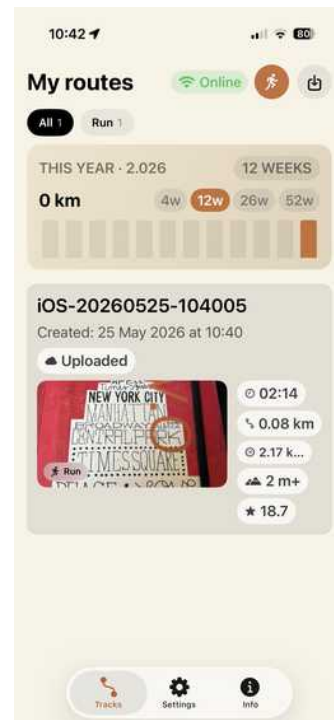 10:42
80
My routes
Online
All 1
Run 1
THIS YEAR · 2.026
12 WEEKS
0 km
4w
12w
26w
52w
iOS-20260525-104005
Created: 25 May 2026 at 10:40
Uploaded
NEW YORK CITY
MANHATTAN
BROADWAY
CENTRAL PARK
TIMES SQUARE
Run
02:14
0.08 km
2.17 k...
2 m+
18.7
Tracks
Settings
Info